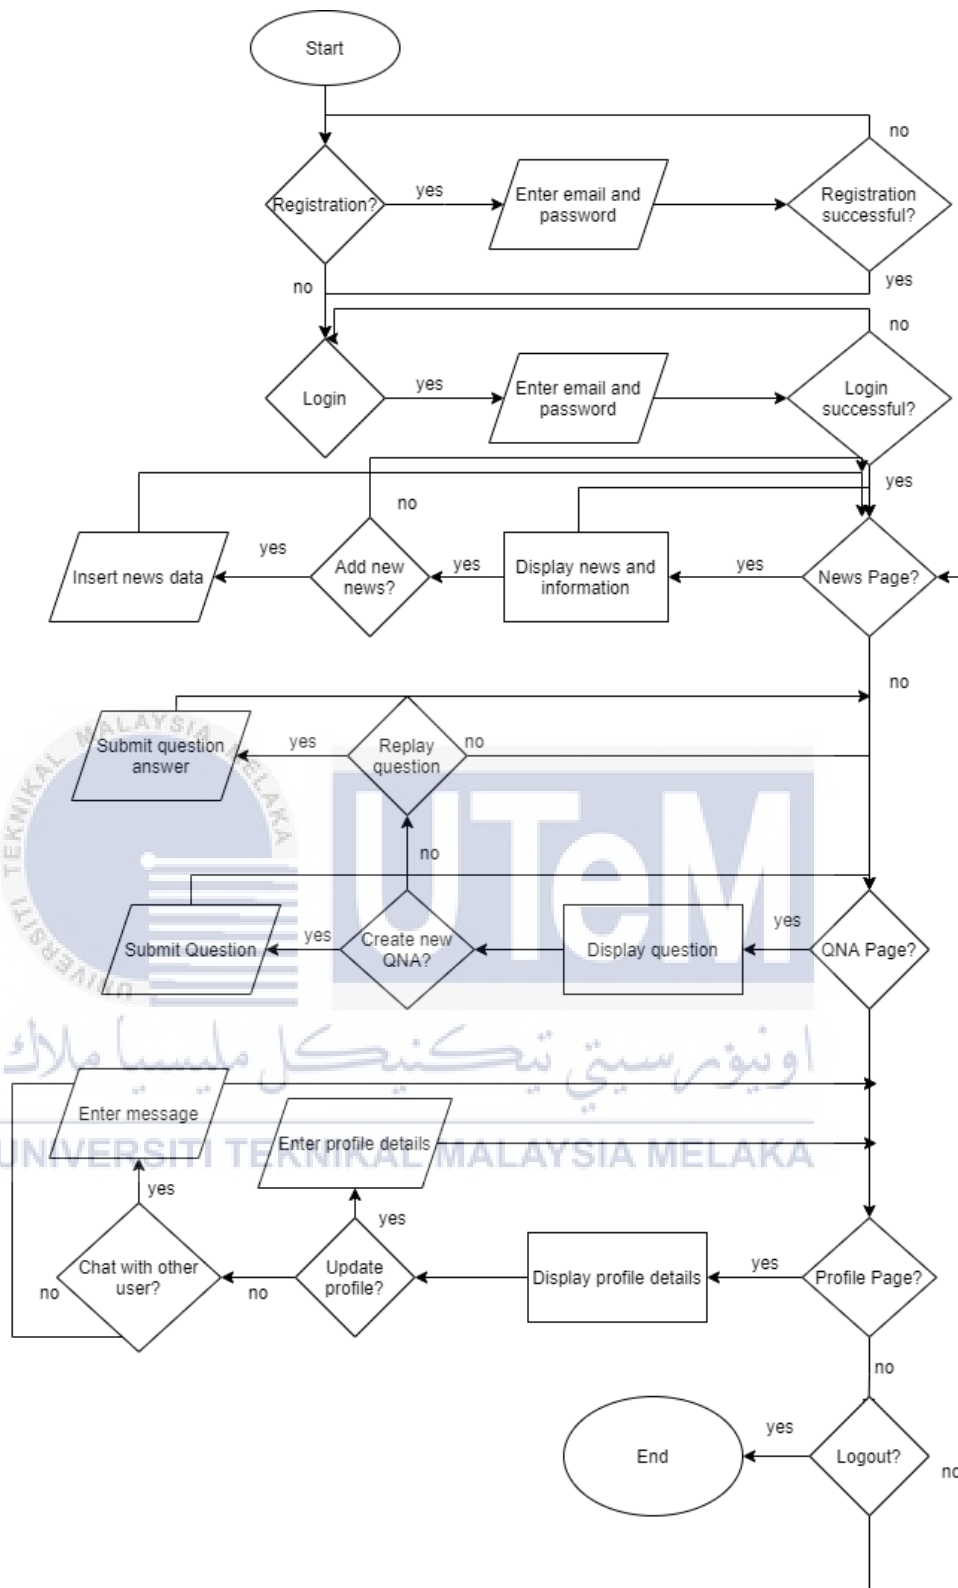 Start
no
Registration?
yes
Enter email and
password
Registration
successful?
no
yes
no
Login
yes
Enter email and
password
Login
successful?
yes
no
Insert news data
yes
Add new
news?
yes
Display news and
information
yes
News Page?
no
Submit question
answer
yes
Replay
question
no
no
Submit Question
yes
Create new
QNA?
Display question
yes
QNA Page?
UNIVERSITI TEKNIKAL MALAYSIA MELAKA
UTeM
اونيۏرسيتي تيكنيكل مليسيا ملاك
UNIVERSITI TEKNIKAL MALAYSIA MELAKA
Enter message
Enter profile details
yes
yes
Chat with other
user?
no
no
Update
profile?
Display profile details
yes
Profile Page?
no
End
yes
Logout?
no